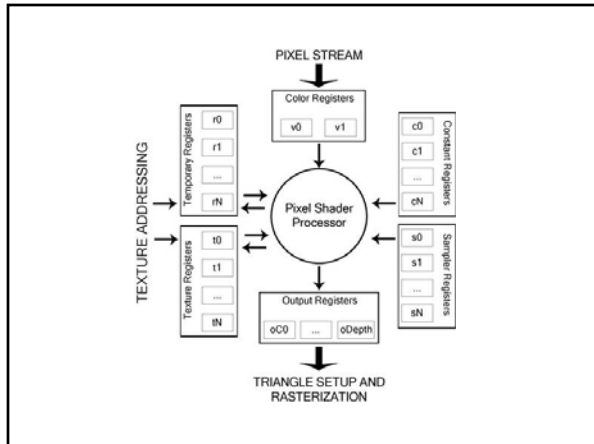 PIXEL STREAM
Color Registers
v0 v1
Temporary Registers
r0
r1
...
rN
Constant Registers
c0
c1
...
cN
TEXTURE ADDRESSING
Pixel Shader
Processor
Texture Registers
t0
t1
...
tN
Sampler Registers
s0
s1
...
sN
Output Registers
oC0 ... oDepth
TRIANGLE SETUP AND
RASTERIZATION